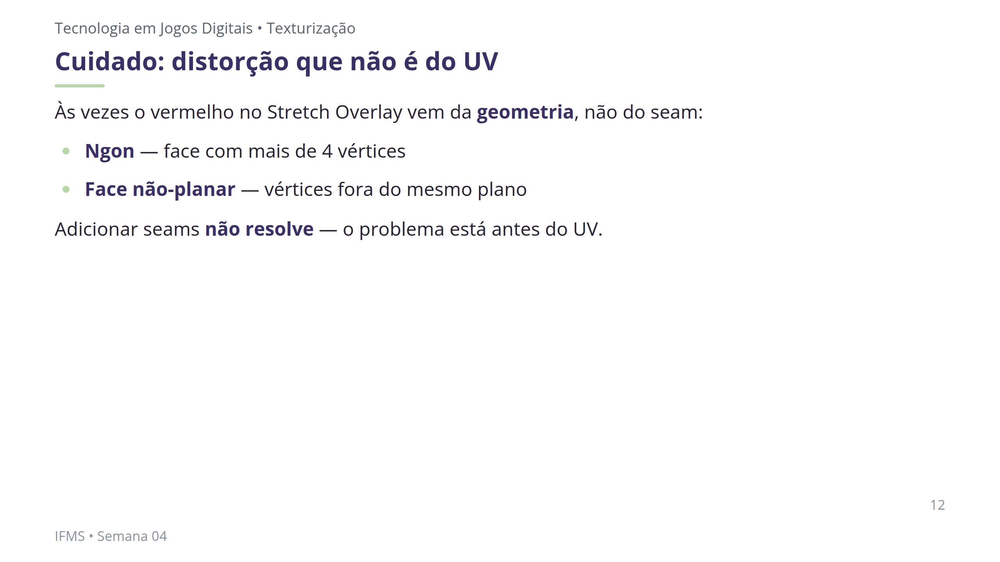 Tecnologia em Jogos Digitais • Texturização
Cuidado: distorção que não é do UV
Às vezes o vermelho no Stretch Overlay vem da geometria, não do seam:
• Ngon — face com mais de 4 vértices
• Face não-planar — vértices fora do mesmo plano
Adicionar seams não resolve — o problema está antes do UV.
12
IFMS • Semana 04